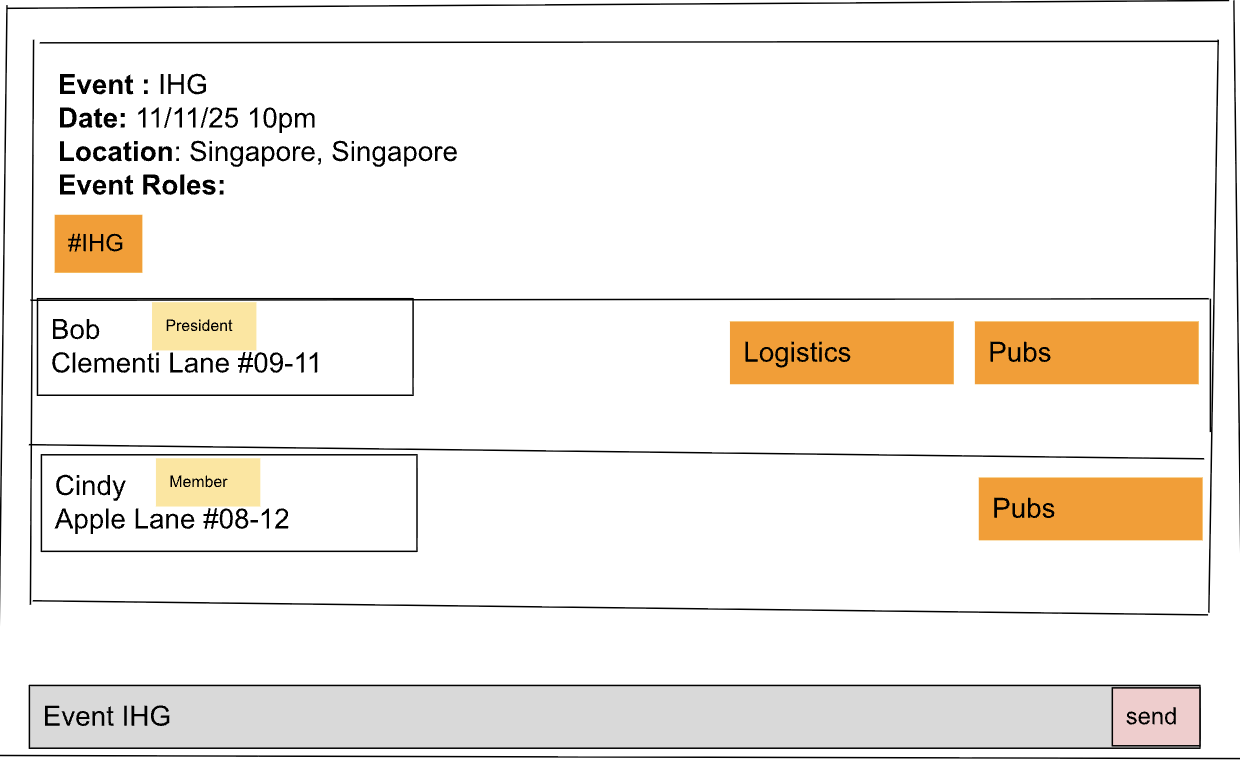 Event : IHG
Date: 11/11/25 10pm
Location: Singapore, Singapore
Event Roles:
#IHG
Bob
President
Clementi Lane #09-11
Logistics
Pubs
Cindy
Member
Apple Lane #08-12
Pubs
Event IHG
send